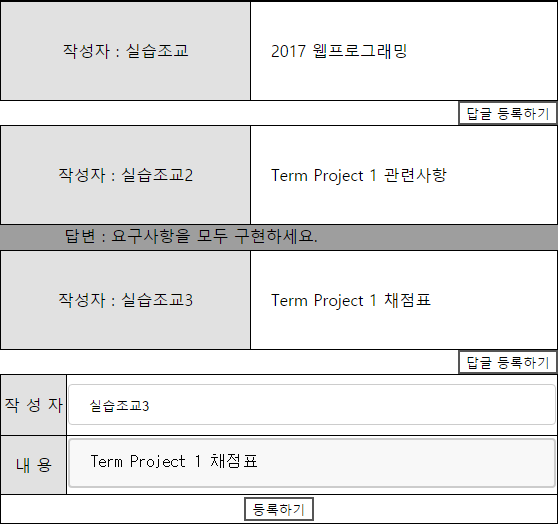 작성자 : 실습조교 2017 웹프로그래밍
답글 등록하기
작성자 : 실습조교2 Term Project 1 관련사항
답변 : 요구사항을 모두 구현하세요.
작성자 : 실습조교3 Term Project 1 채점표
답글 등록하기
작 성 자 실습조교3
내 용 Term Project 1 채점표
등록하기